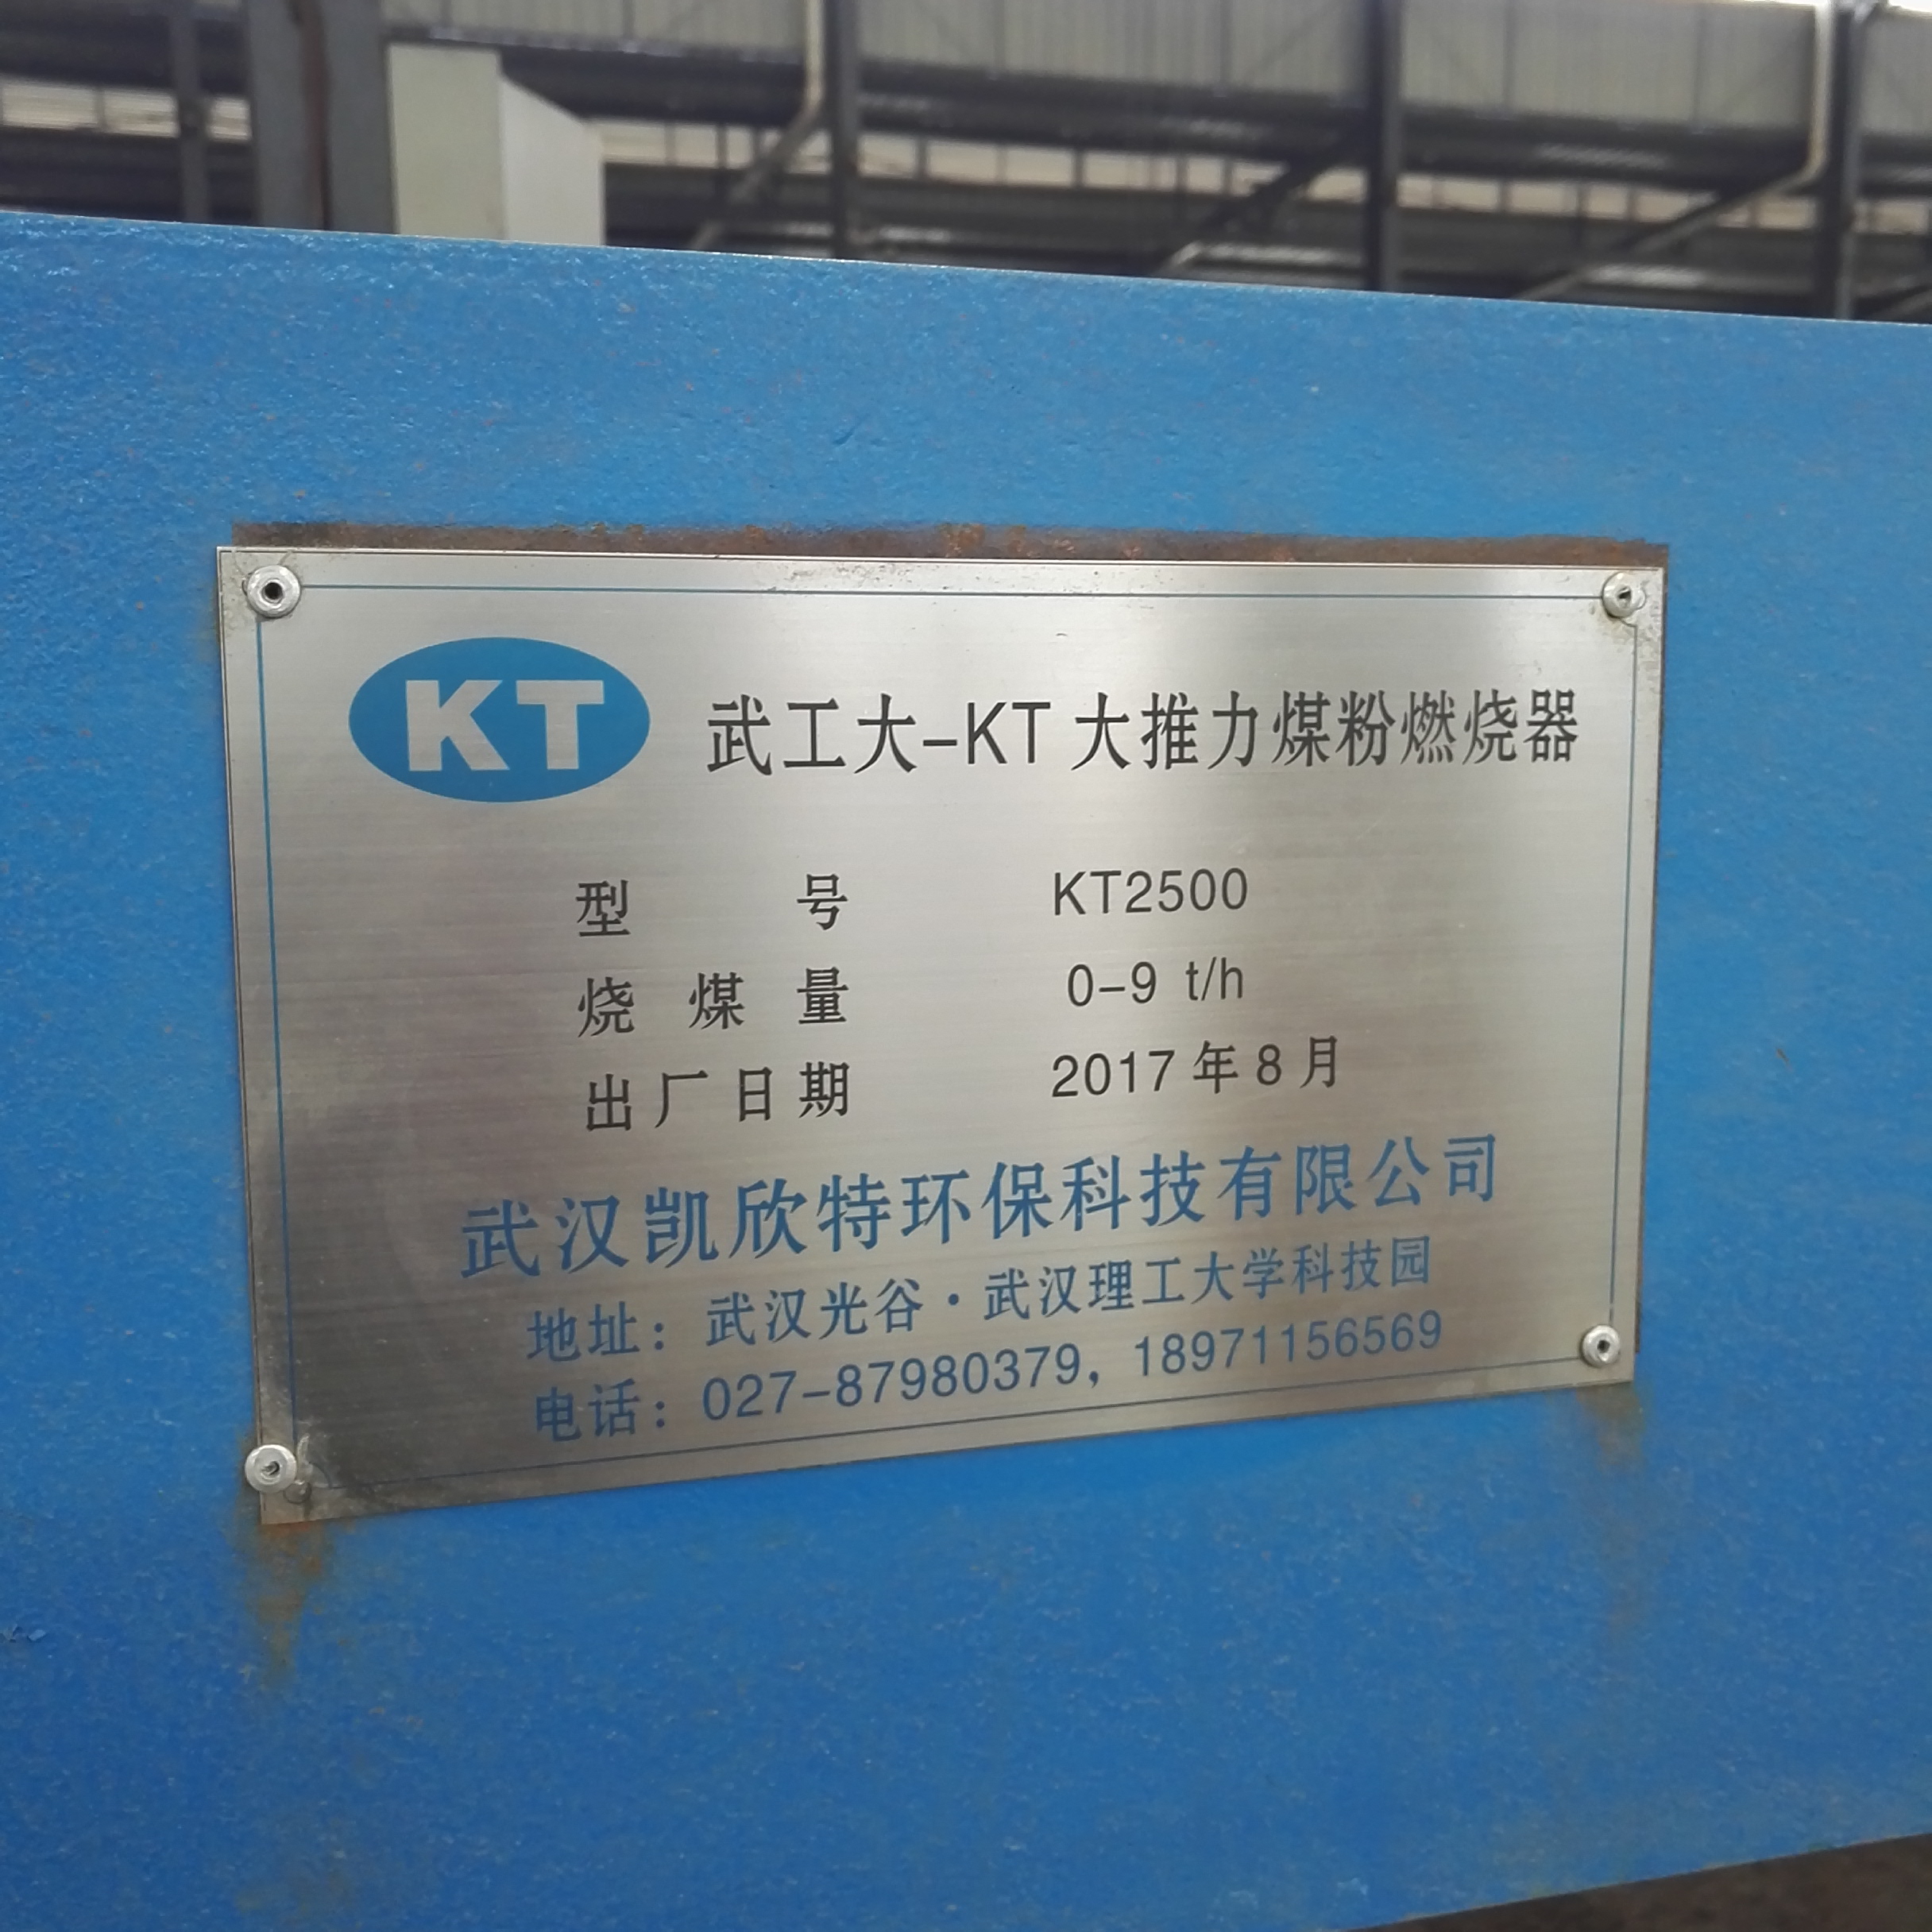 KT 武工大-KT大推力煤粉燃烧器
型号 KT2500
烧煤量 0-9 t/h
出厂日期 2017年8月
武汉凯欣特环保科技有限公司
地址：武汉光谷·武汉理工大学科技园
电话：027-87980379，18971156569